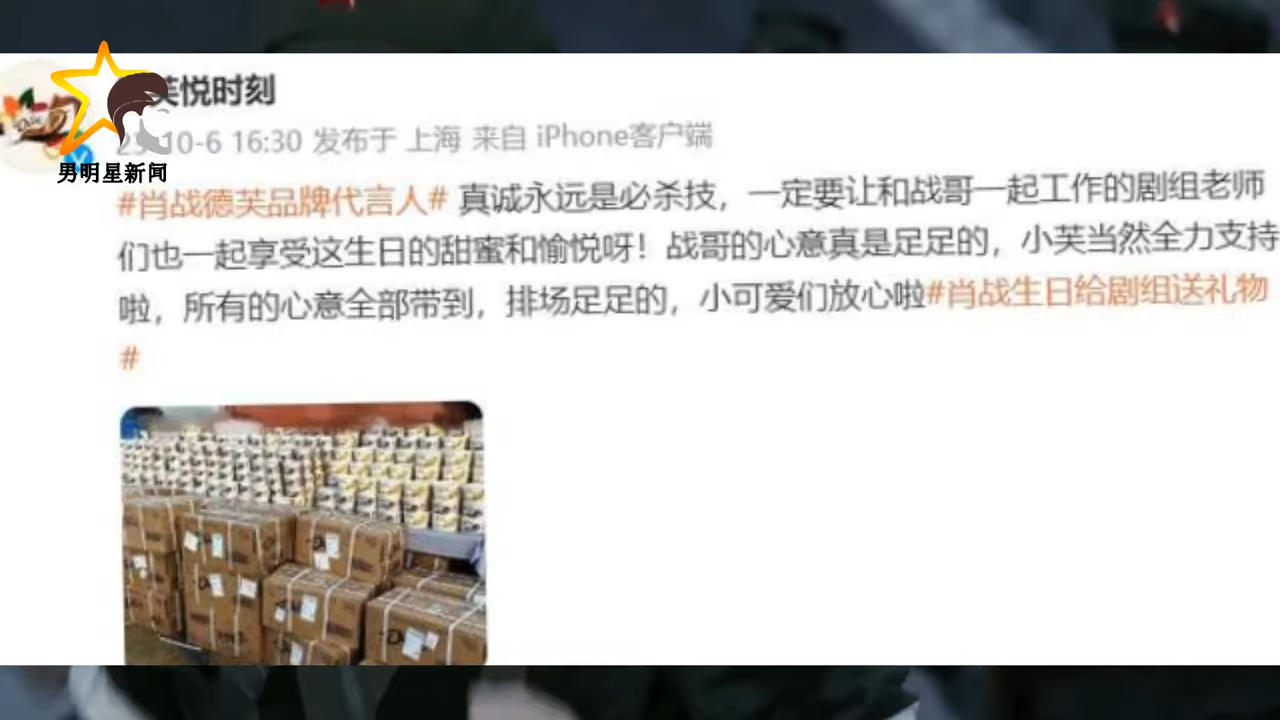 芙悦时刻
男明星新闻
10-6 16:30 发布于 上海 来自 iPhone客户端
#肖战德芙品牌代言人# 真诚永远是必杀技，一定要让和战哥一起工作的剧组老师
们也一起享受这生日的甜蜜和愉悦呀！战哥的心意真是足足的，小芙当然全力支持
啦，所有的心意全部带到，排场足足的，小可爱们放心啦#肖战生日给剧组送礼物
#